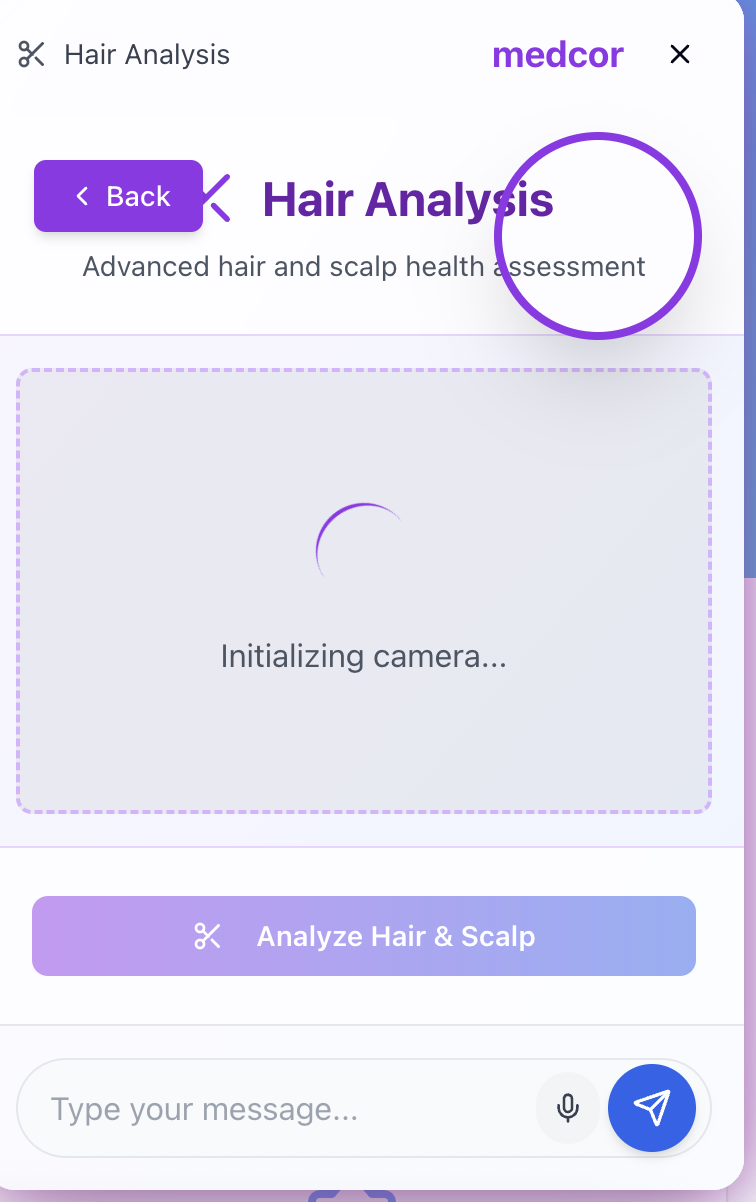 Hair Analysis
medcor
Back
Hair Analysis
Advanced hair and scalp health assessment
Initializing camera...
Analyze Hair & Scalp
Type your message...